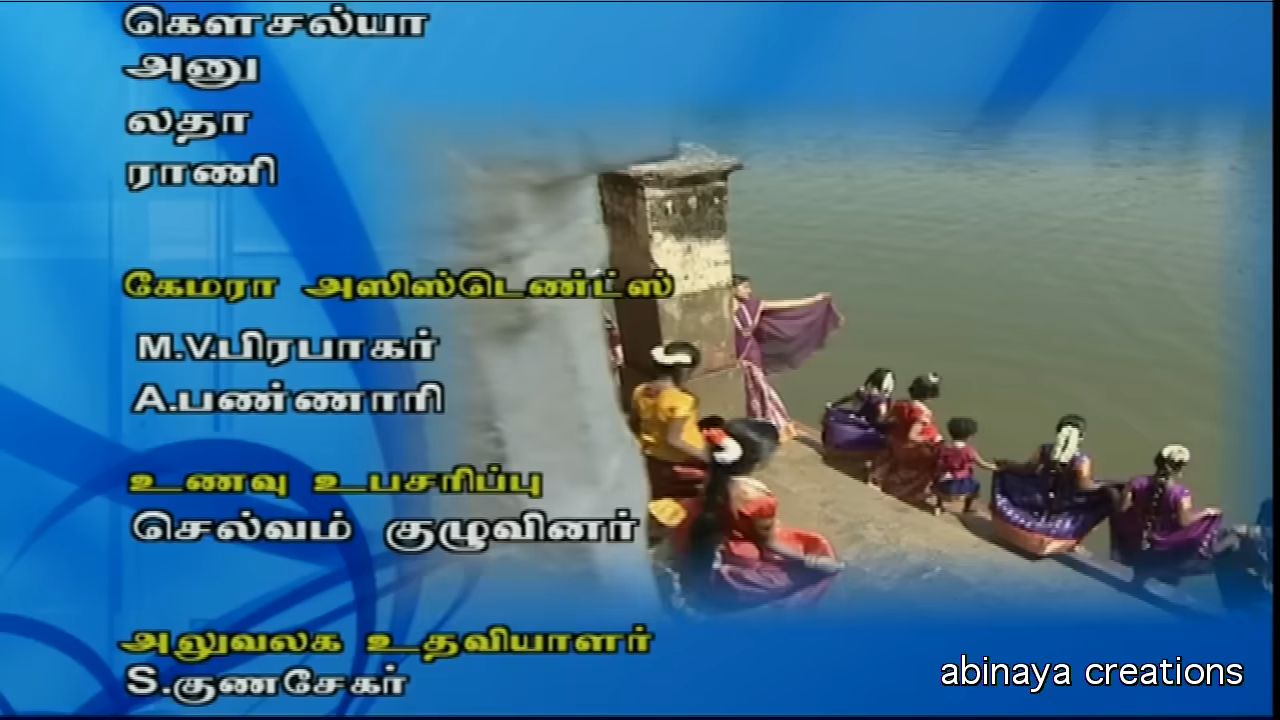 கௌசல்யா
அனு
லதா
ராணி
கேமரா அஸிஸ்டெண்ட்ஸ்
M.V.பிரபாகர்
A.பண்ணாரி
உணவு உபசரிப்பு
செல்வம் குழுவினர்
அலுவலக உதவியாளர்
S.குணசேகர்
abinaya creations